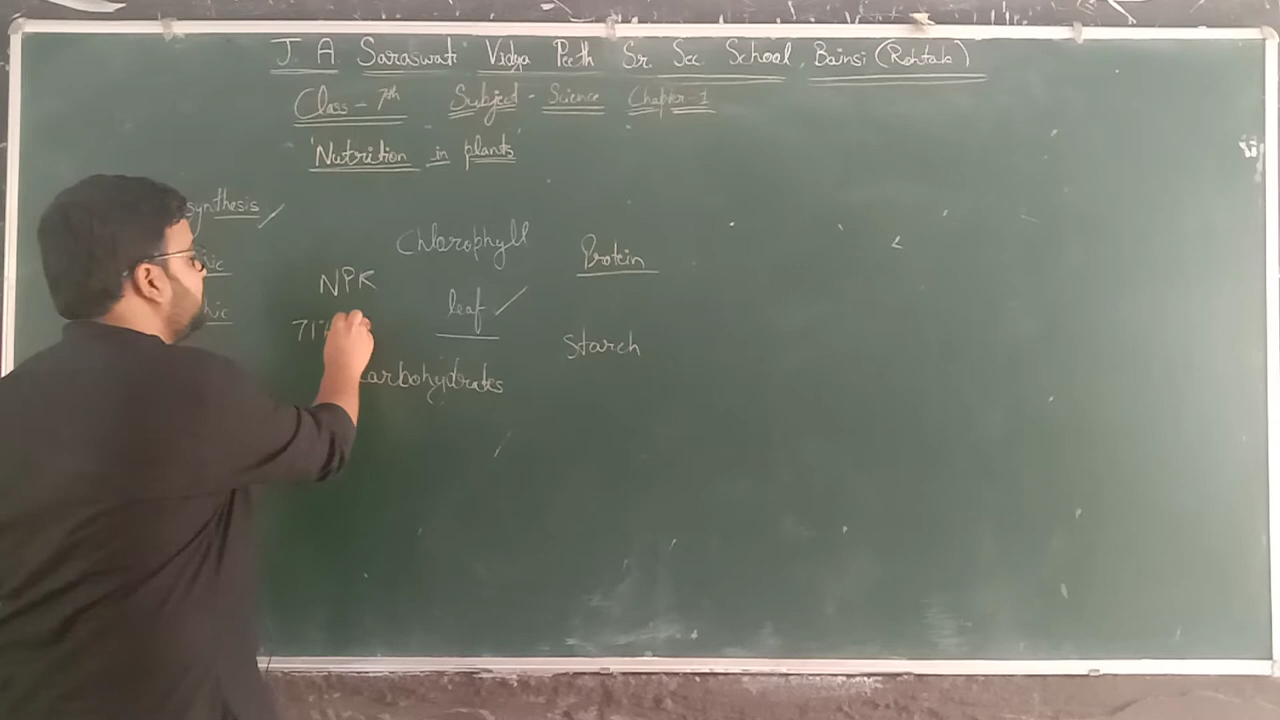 J. A. Saraswati Vidya Peeth Sr. Sec. School, Bainsi (Rohtak)
Class - 7th Subject - Science Chapter-1
'Nutrition in plants'
synthesis
Chlorophyll Protein
NPK
leaf
71%
Starch
Carbohydrates